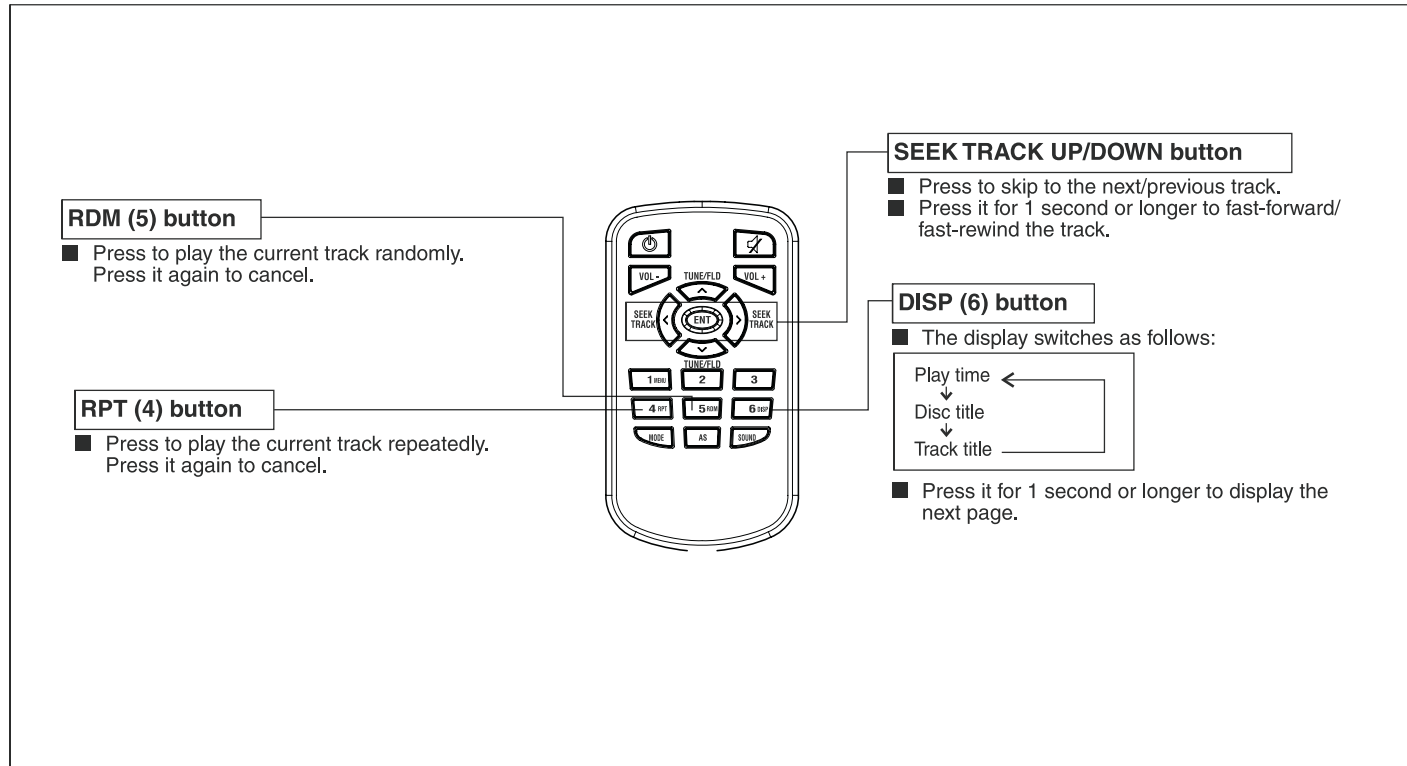 RDM (5) button
■ Press to play the current track randomly.
Press it again to cancel.
RPT (4) button
■ Press to play the current track repeatedly.
Press it again to cancel.
VOL -
TUNE/FLD
VOL +
SEEK
TRACK
ENT
SEEK
TRACK
TUNE/FLD
1 MENU
2
3
4 RPT
5 RDM
6 DISP
MODE
AS
SOUND
SEEK TRACK UP/DOWN button
■ Press to skip to the next/previous track.
■ Press it for 1 second or longer to fast-forward/
fast-rewind the track.
DISP (6) button
■ The display switches as follows:
Play time
Disc title
Track title
■ Press it for 1 second or longer to display the
next page.